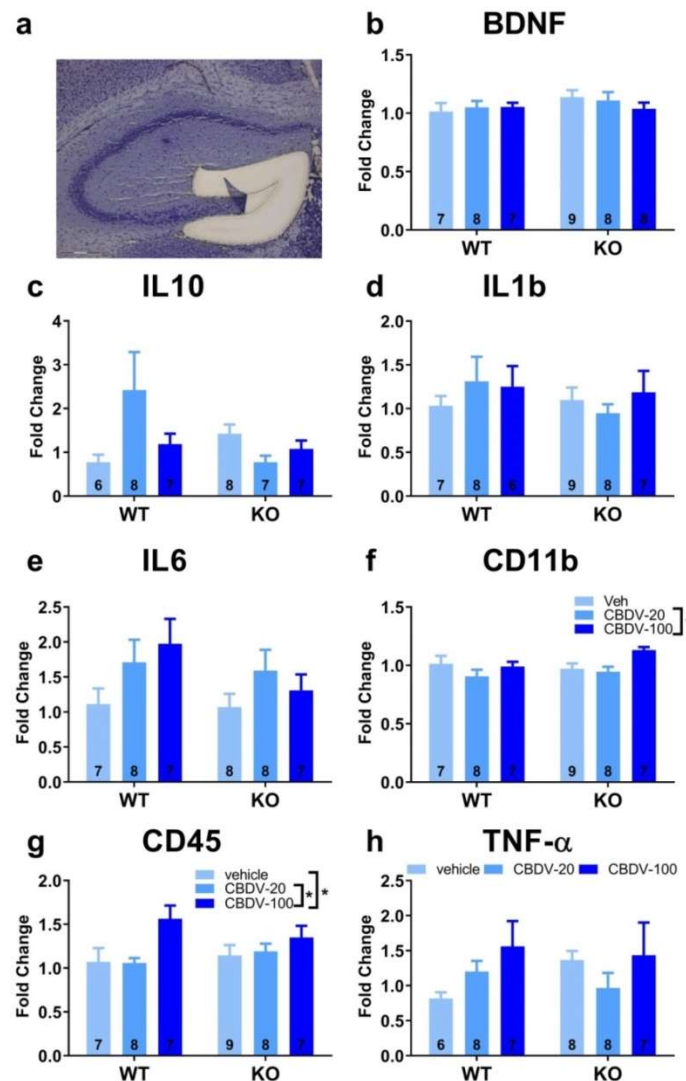 a
b BDNF
1.5
1.0
0.5
0.0
Fold Change
7 8 7 9 8 8
WT KO
c IL10
4
3
2
1
0
Fold Change
6 8 7 8 7 7
WT KO
d IL1b
2.0
1.5
1.0
0.5
0.0
Fold Change
7 8 6 9 8 7
WT KO
e IL6
2.5
2.0
1.5
1.0
0.5
0.0
Fold Change
7 8 7 8 8 7
WT KO
f CD11b
Veh
CBDV-20
CBDV-100
1.5
1.0
0.5
0.0
Fold Change
7 8 7 9 8 7
WT KO
g CD45
vehicle
CBDV-20
CBDV-100
* *
2.0
1.5
1.0
0.5
0.0
Fold Change
7 8 7 9 8 7
WT KO
h TNF-α
vehicle CBDV-20 CBDV-100
2.0
1.5
1.0
0.5
0.0
Fold Change
6 8 7 8 8 7
WT KO